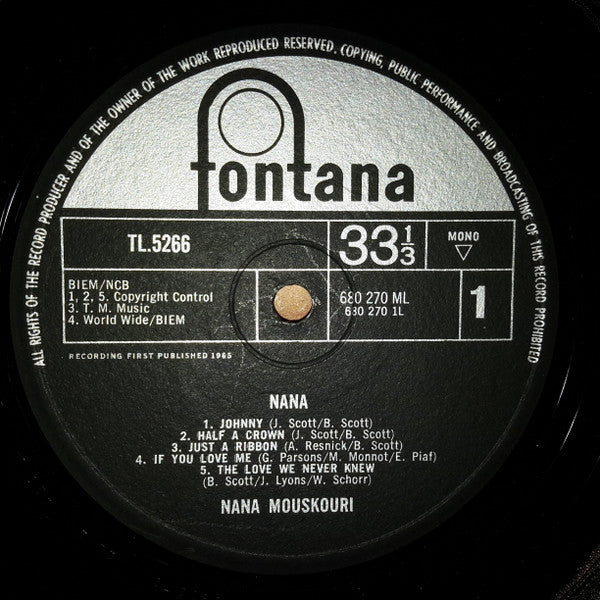 ALL RIGHTS OF THE RECORD PRODUCER AND OF THE OWNER OF THE WORK REPRODUCED RESERVED. COPYING, PUBLIC PERFORMANCE AND BROADCASTING OF THIS RECORD PROHIBITED
fontana
TL.5266
33 1/3
MONO
BIEM/NCB
1, 2, 5. Copyright Control
3. T. M. Music
4. World Wide/BIEM
680 270 ML
680 270 1L
1
RECORDING FIRST PUBLISHED 1965
NANA
1. JOHNNY (J. Scott/B. Scott)
2. HALF A CROWN (J. Scott/B. Scott)
3. JUST A RIBBON (A. Resnick/B. Scott)
4. IF YOU LOVE ME (G. Parsons/M. Monnot/E. Piaf)
5. THE LOVE WE NEVER KNEW
(B. Scott/J. Lyons/W. Schorr)
NANA MOUSKOURI